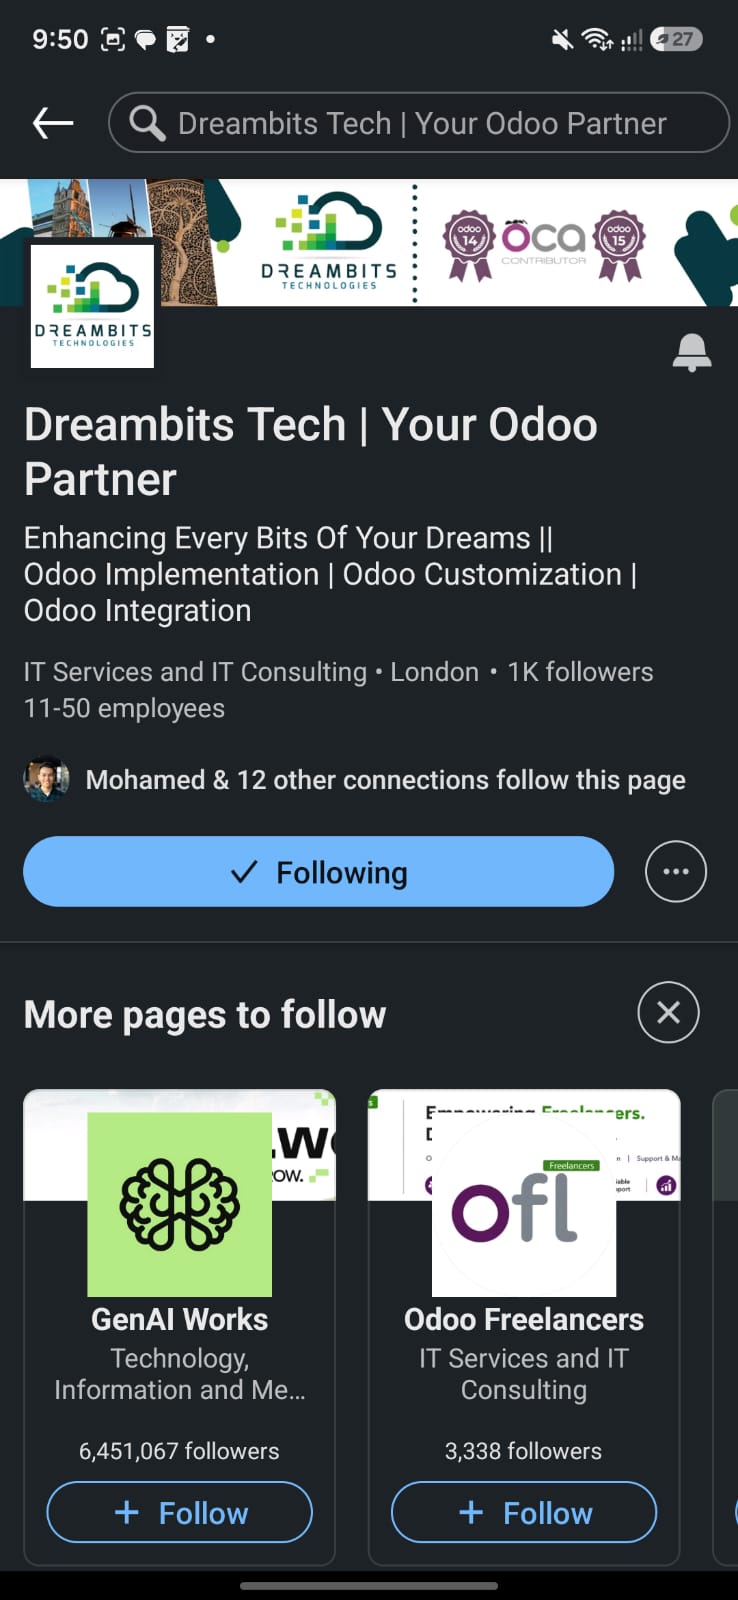 9:50
27
Dreambits Tech | Your Odoo Partner
DREAMBITS
TECHNOLOGIES
odoo
14
oca
CONTRIBUTOR
odoo
15
DREAMBITS
TECHNOLOGIES
Dreambits Tech | Your Odoo
Partner
Enhancing Every Bits Of Your Dreams ||
Odoo Implementation | Odoo Customization |
Odoo Integration
IT Services and IT Consulting • London • 1K followers
11-50 employees
Mohamed & 12 other connections follow this page
Following
More pages to follow
GenAI Works
Technology,
Information and Me...
6,451,067 followers
+ Follow
Freelancers
ofl
Support & Ma
Odoo Freelancers
IT Services and IT
Consulting
3,338 followers
+ Follow